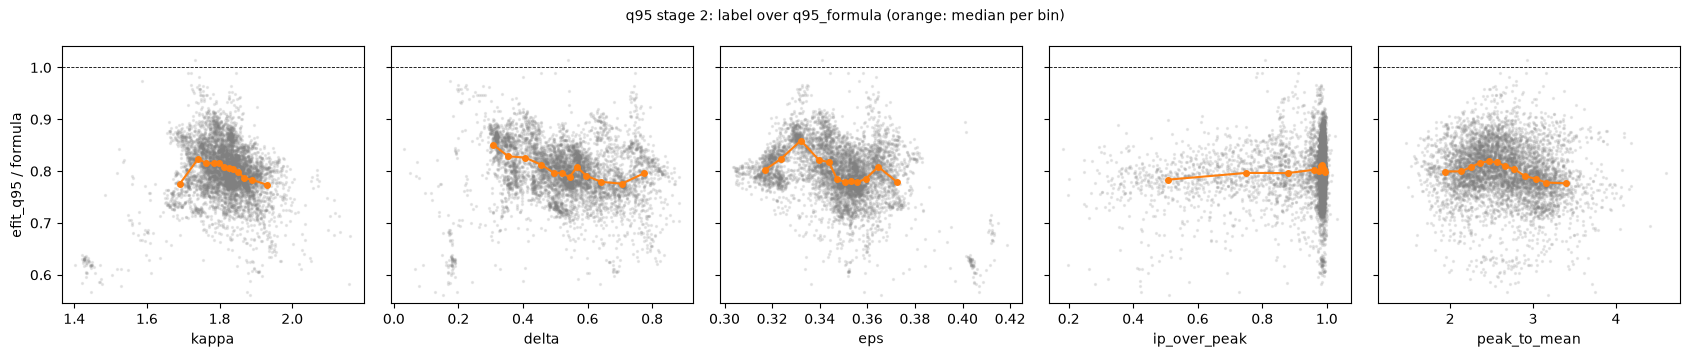 q95 stage 2: label over q95_formula (orange: median per bin)
efit_q95 / formula
1.0
0.9
0.8
0.7
0.6
1.4 1.6 1.8 2.0
kappa
0.0 0.2 0.4 0.6 0.8
delta
0.30 0.32 0.34 0.36 0.38 0.40 0.42
eps
0.2 0.4 0.6 0.8 1.0
ip_over_peak
2 3 4
peak_to_mean